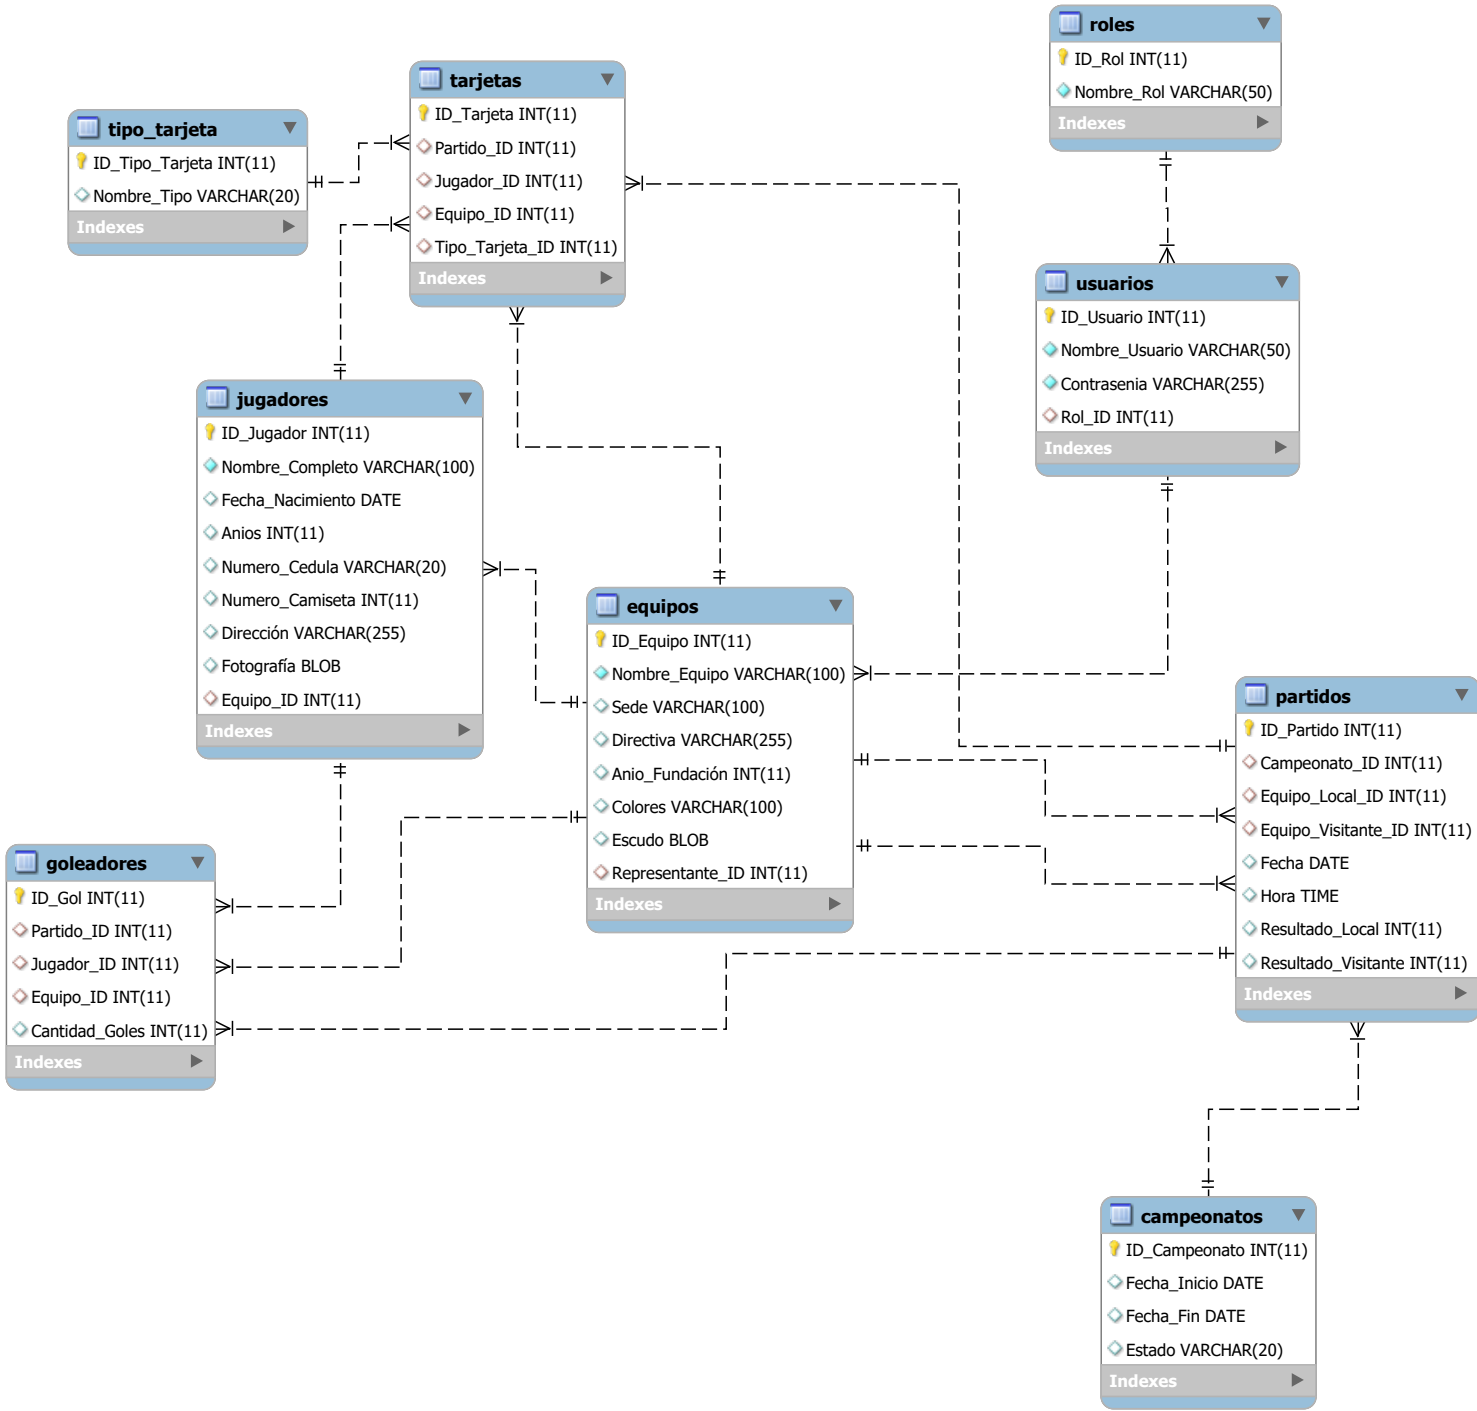 roles
ID_Rol INT(11)
Nombre_Rol VARCHAR(50)
Indexes
tarjetas
ID_Tarjeta INT(11)
Partido_ID INT(11)
Jugador_ID INT(11)
Equipo_ID INT(11)
Tipo_Tarjeta_ID INT(11)
Indexes
tipo_tarjeta
ID_Tipo_Tarjeta INT(11)
Nombre_Tipo VARCHAR(20)
Indexes
usuarios
ID_Usuario INT(11)
Nombre_Usuario VARCHAR(50)
Contrasenia VARCHAR(255)
Rol_ID INT(11)
Indexes
jugadores
ID_Jugador INT(11)
Nombre_Completo VARCHAR(100)
Fecha_Nacimiento DATE
Anios INT(11)
Numero_Cedula VARCHAR(20)
Numero_Camiseta INT(11)
Dirección VARCHAR(255)
Fotografía BLOB
Equipo_ID INT(11)
Indexes
equipos
ID_Equipo INT(11)
Nombre_Equipo VARCHAR(100)
Sede VARCHAR(100)
Directiva VARCHAR(255)
Anio_Fundación INT(11)
Colores VARCHAR(100)
Escudo BLOB
Representante_ID INT(11)
Indexes
partidos
ID_Partido INT(11)
Campeonato_ID INT(11)
Equipo_Local_ID INT(11)
Equipo_Visitante_ID INT(11)
Fecha DATE
Hora TIME
Resultado_Local INT(11)
Resultado_Visitante INT(11)
Indexes
goleadores
ID_Gol INT(11)
Partido_ID INT(11)
Jugador_ID INT(11)
Equipo_ID INT(11)
Cantidad_Goles INT(11)
Indexes
campeonatos
ID_Campeonato INT(11)
Fecha_Inicio DATE
Fecha_Fin DATE
Estado VARCHAR(20)
Indexes